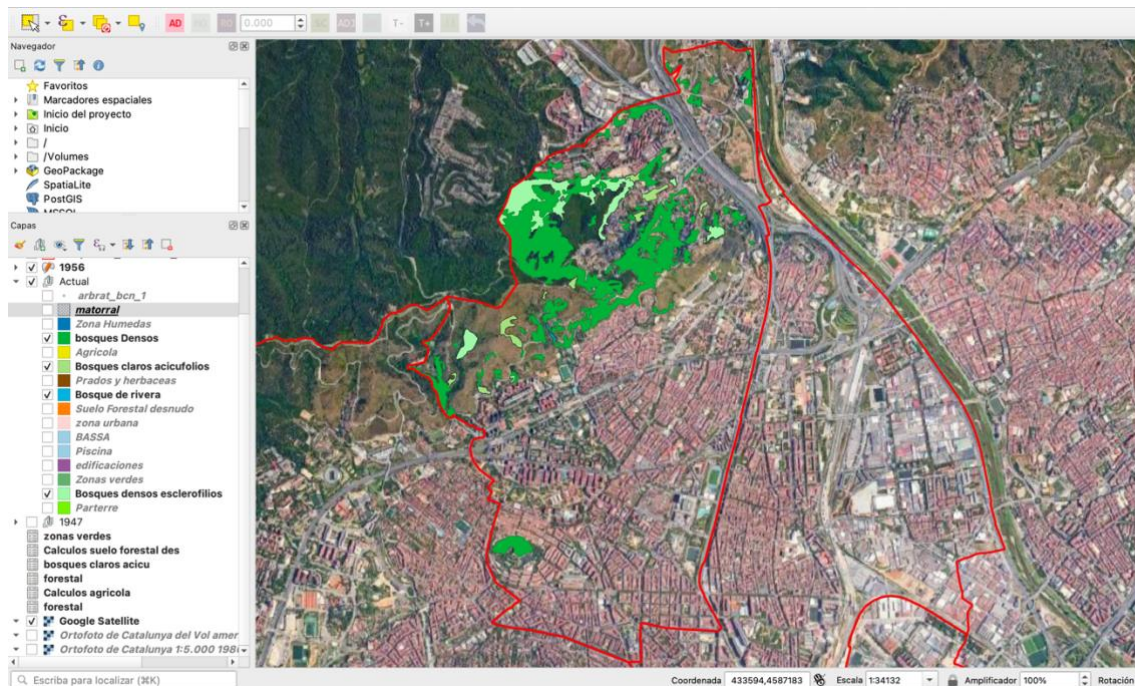 AD
0.000
AD3
T-
T+
Navegador
Favoritos
Marcadores espaciales
Inicio del proyecto
Inicio
/
/Volumes
GeoPackage
SpatiaLite
PostGIS
MSSQL
Capas
1956
Actual
arbrat_bcn_1
matorral
Zona Humedas
bosques Densos
Agricola
Bosques claros acicufolios
Prados y herbaceas
Bosque de rivera
Suelo Forestal desnudo
zona urbana
BASSA
Piscina
edificaciones
Zonas verdes
Bosques densos esclerofilios
Parterre
1947
zonas verdes
Calculos suelo forestal des
bosques claros acicu
forestal
Calculos agricola
forestal
Google Satellite
Ortofoto de Catalunya del Vol amer
Ortofoto de Catalunya 1:5.000 198
Escriba para localizar (⌘K)
Coordenada 433594,4587183 Escala 1:34132 Amplificador 100% Rotación